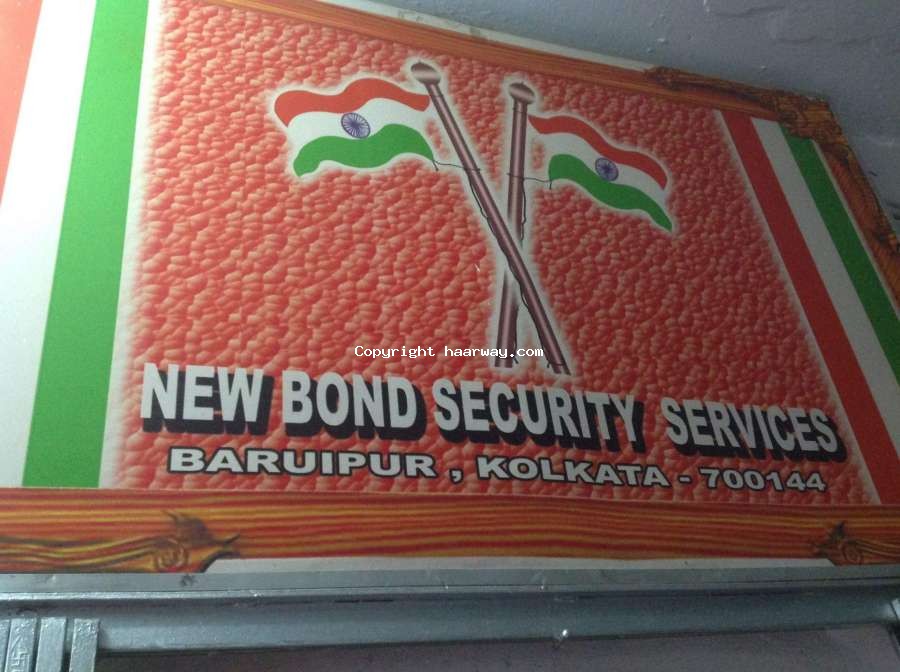 Copyright haarway.com
NEW BOND SECURITY SERVICES
BARUIPUR , KOLKATA - 700144